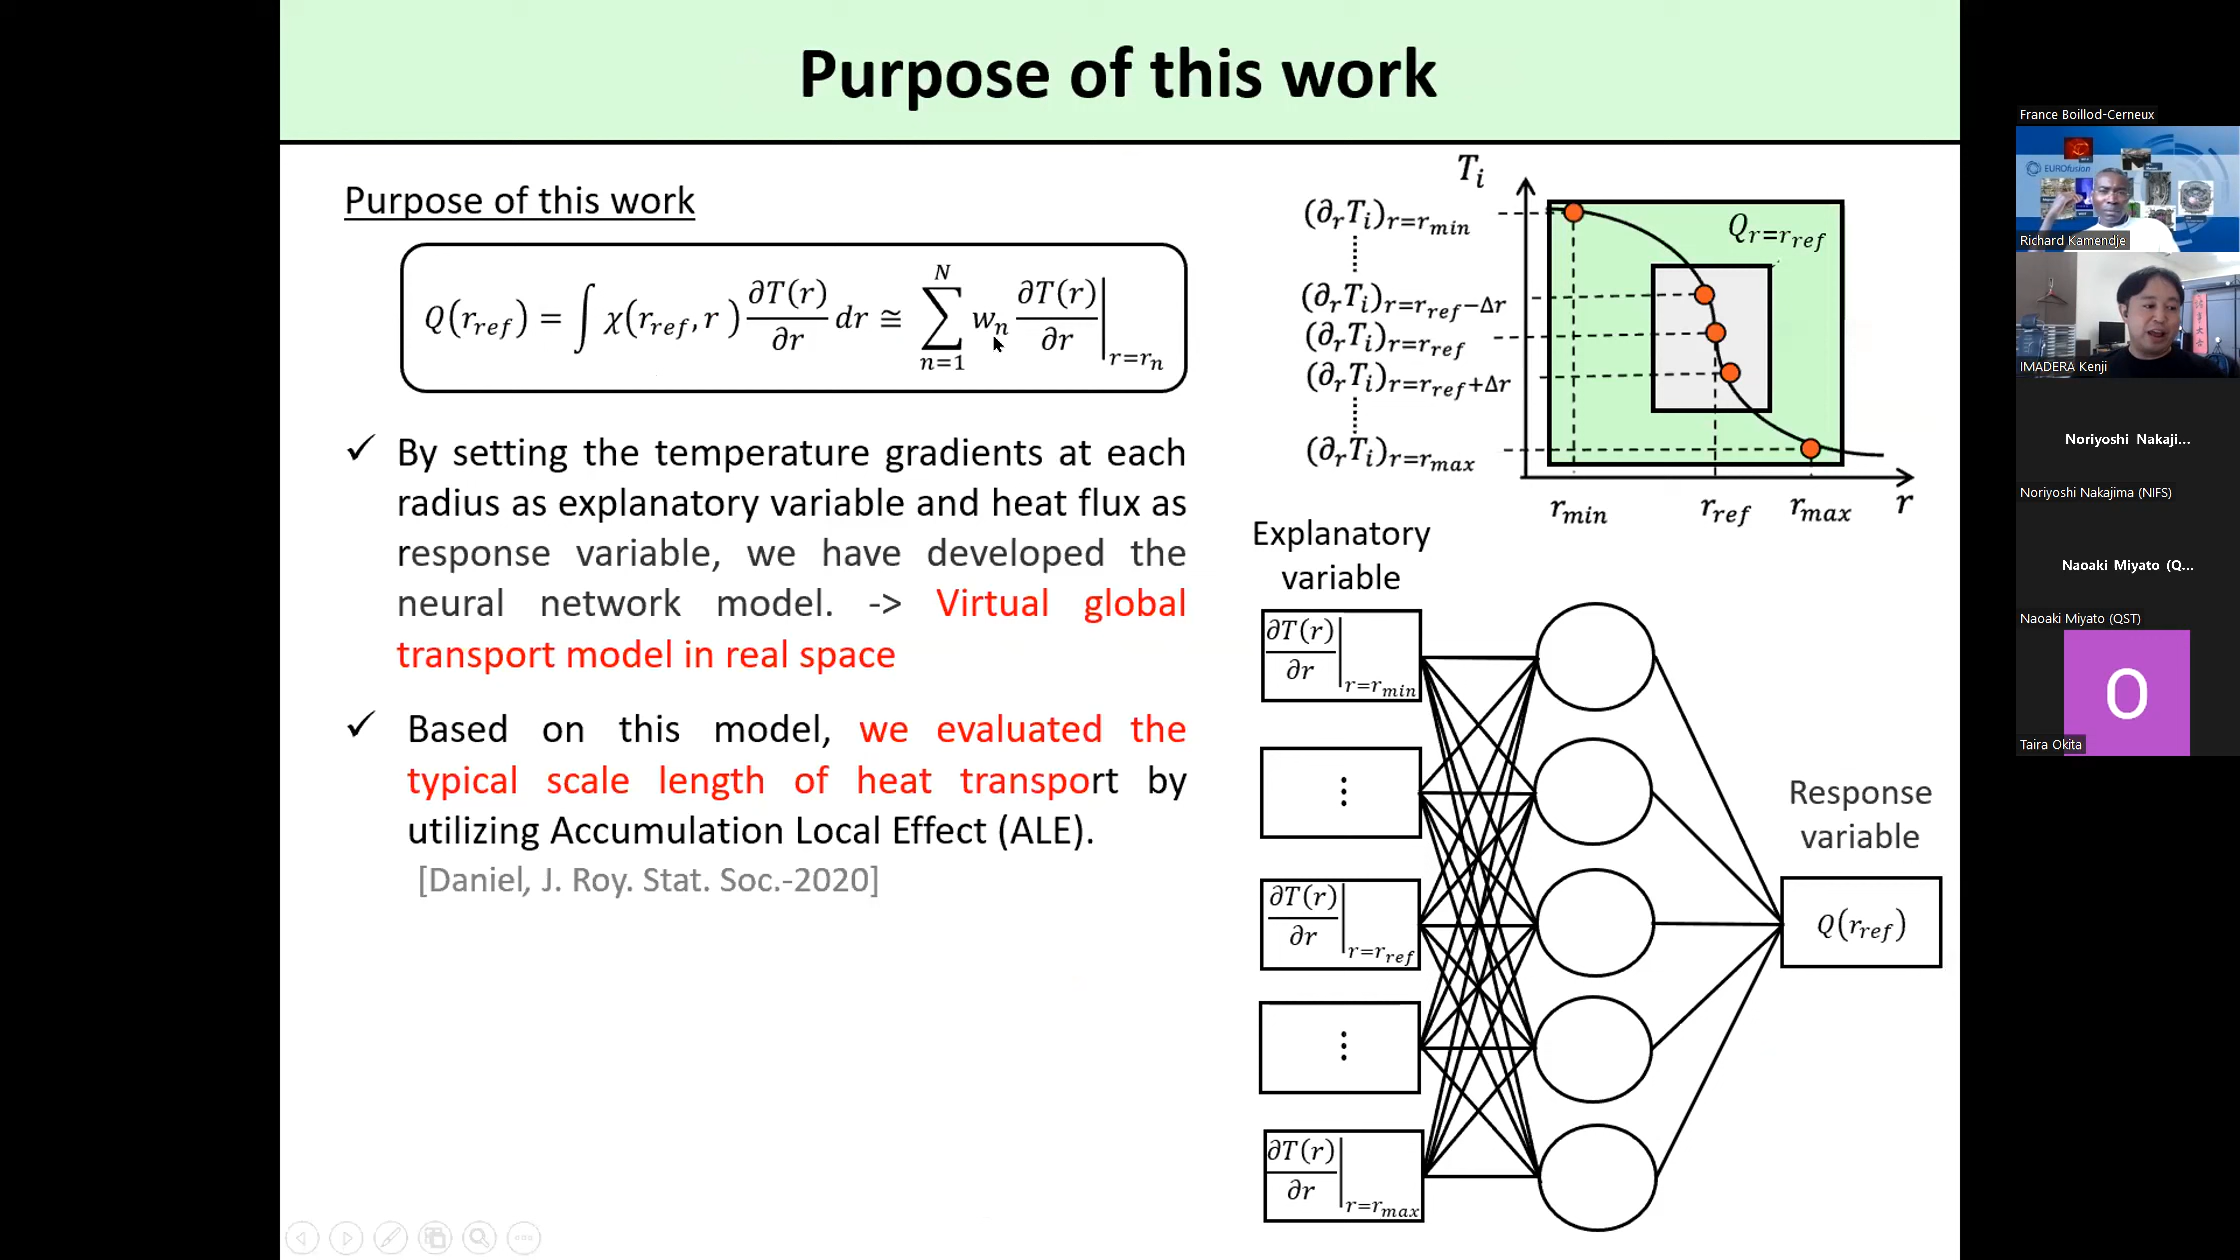 Purpose of this work
Purpose of this work
Q(r_ref) = ∫ χ(r_ref, r) ∂T(r)/∂r dr ≅ ∑_{n=1}^{N} w_n ∂T(r)/∂r|_{r=r_n}
✓ By setting the temperature gradients at each
radius as explanatory variable and heat flux as
response variable, we have developed the
neural network model. -> Virtual global
transport model in real space
✓ Based on this model, we evaluated the
typical scale length of heat transport by
utilizing Accumulation Local Effect (ALE).
[Daniel, J. Roy. Stat. Soc.-2020]
T_i
(∂_r T_i)_{r=r_min}
Q_{r=r_ref}
(∂_r T_i)_{r=r_ref−Δr}
(∂_r T_i)_{r=r_ref}
(∂_r T_i)_{r=r_ref+Δr}
(∂_r T_i)_{r=r_max}
r_min r_ref r_max r
Explanatory
variable
∂T(r)/∂r|_{r=r_min}
⋮
∂T(r)/∂r|_{r=r_ref}
⋮
∂T(r)/∂r|_{r=r_max}
Response
variable
Q(r_ref)
France Boillod-Cerneux
EUROfusion
Richard Kamendje
IMADERA Kenji
Noriyoshi Nakaji...
Noriyoshi Nakajima (NIFS)
Naoaki Miyato (Q...
Naoaki Miyato (QST)
O
Taira Okita